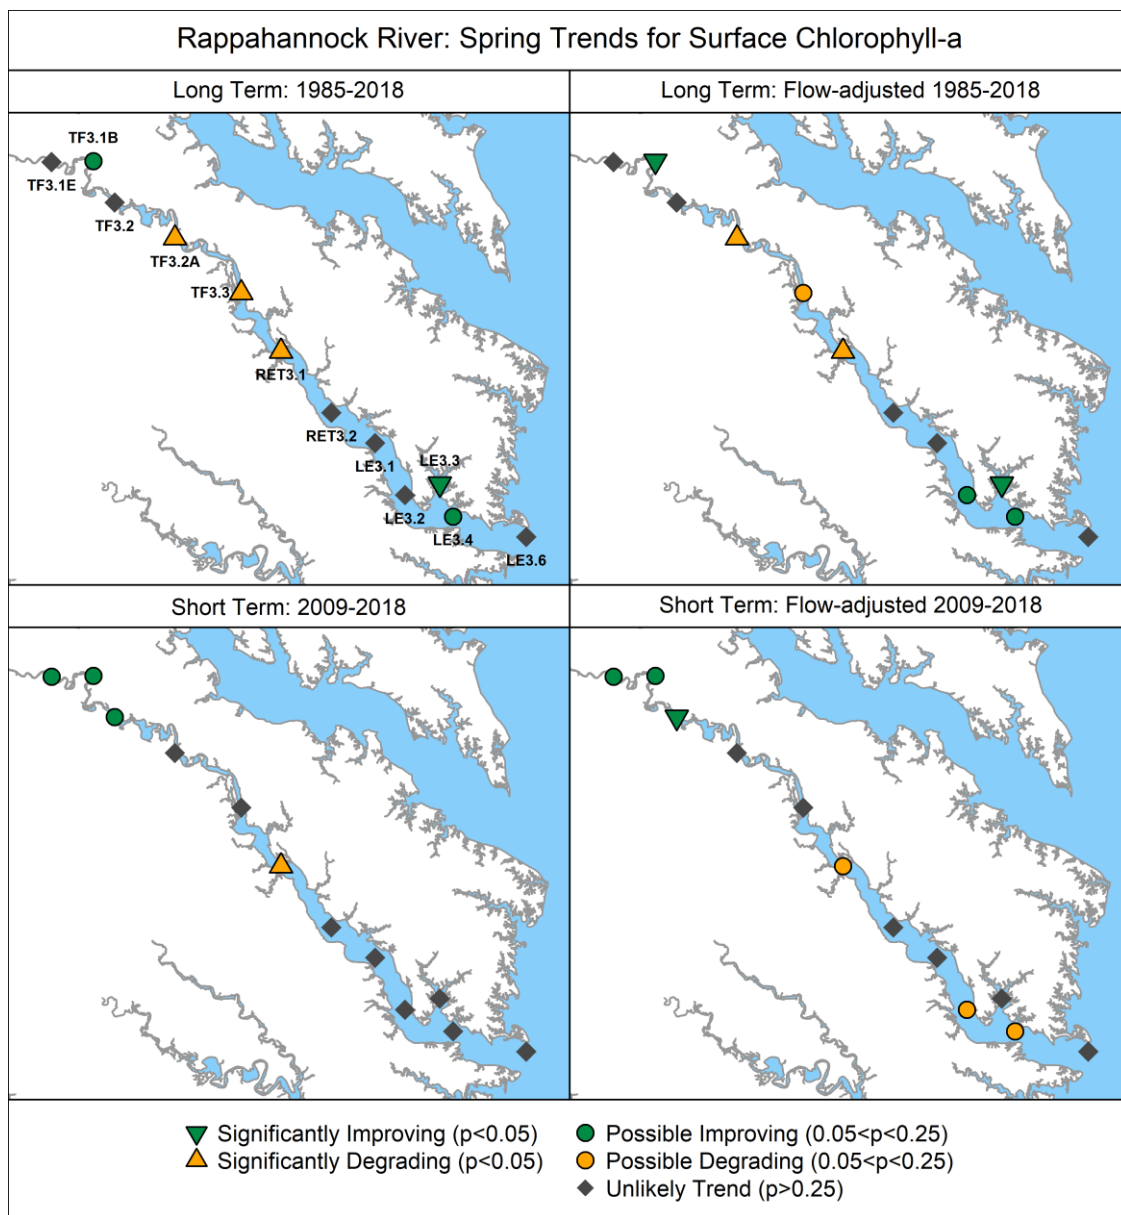 Rappahannock River: Spring Trends for Surface Chlorophyll-a
Long Term: 1985-2018
Long Term: Flow-adjusted 1985-2018
TF3.1B
TF3.1E
TF3.2
TF3.2A
TF3.3
RET3.1
RET3.2
LE3.1
LE3.3
LE3.2
LE3.4
LE3.6
Short Term: 2009-2018
Short Term: Flow-adjusted 2009-2018
Significantly Improving (p<0.05)
Significantly Degrading (p<0.05)
Possible Improving (0.05<p<0.25)
Possible Degrading (0.05<p<0.25)
Unlikely Trend (p>0.25)